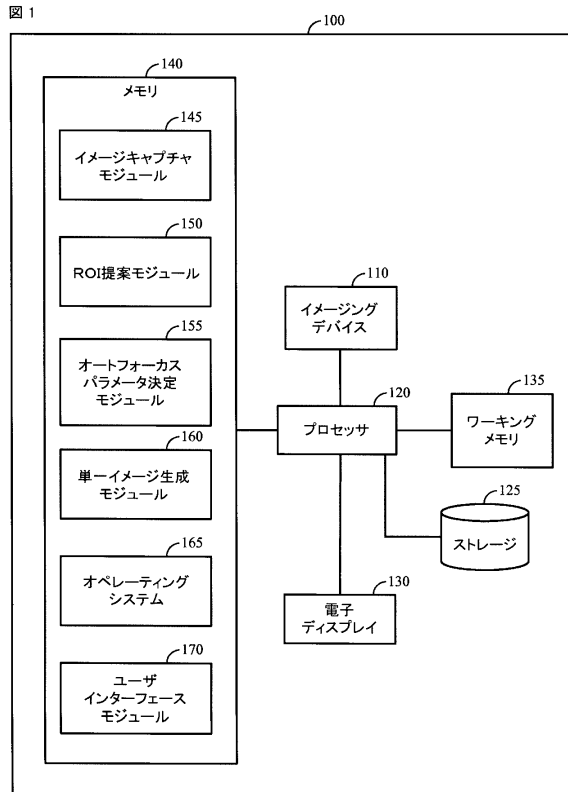 図 1
100
140
メモリ
145
イメージキャプチャ
モジュール
150
ROI提案モジュール
155
オートフォーカス
パラメータ決定
モジュール
160
単一イメージ生成
モジュール
165
オペレーティング
システム
170
ユーザ
インターフェース
モジュール
110
イメージング
デバイス
120
プロセッサ
135
ワーキング
メモリ
125
ストレージ
130
電子
ディスプレイ